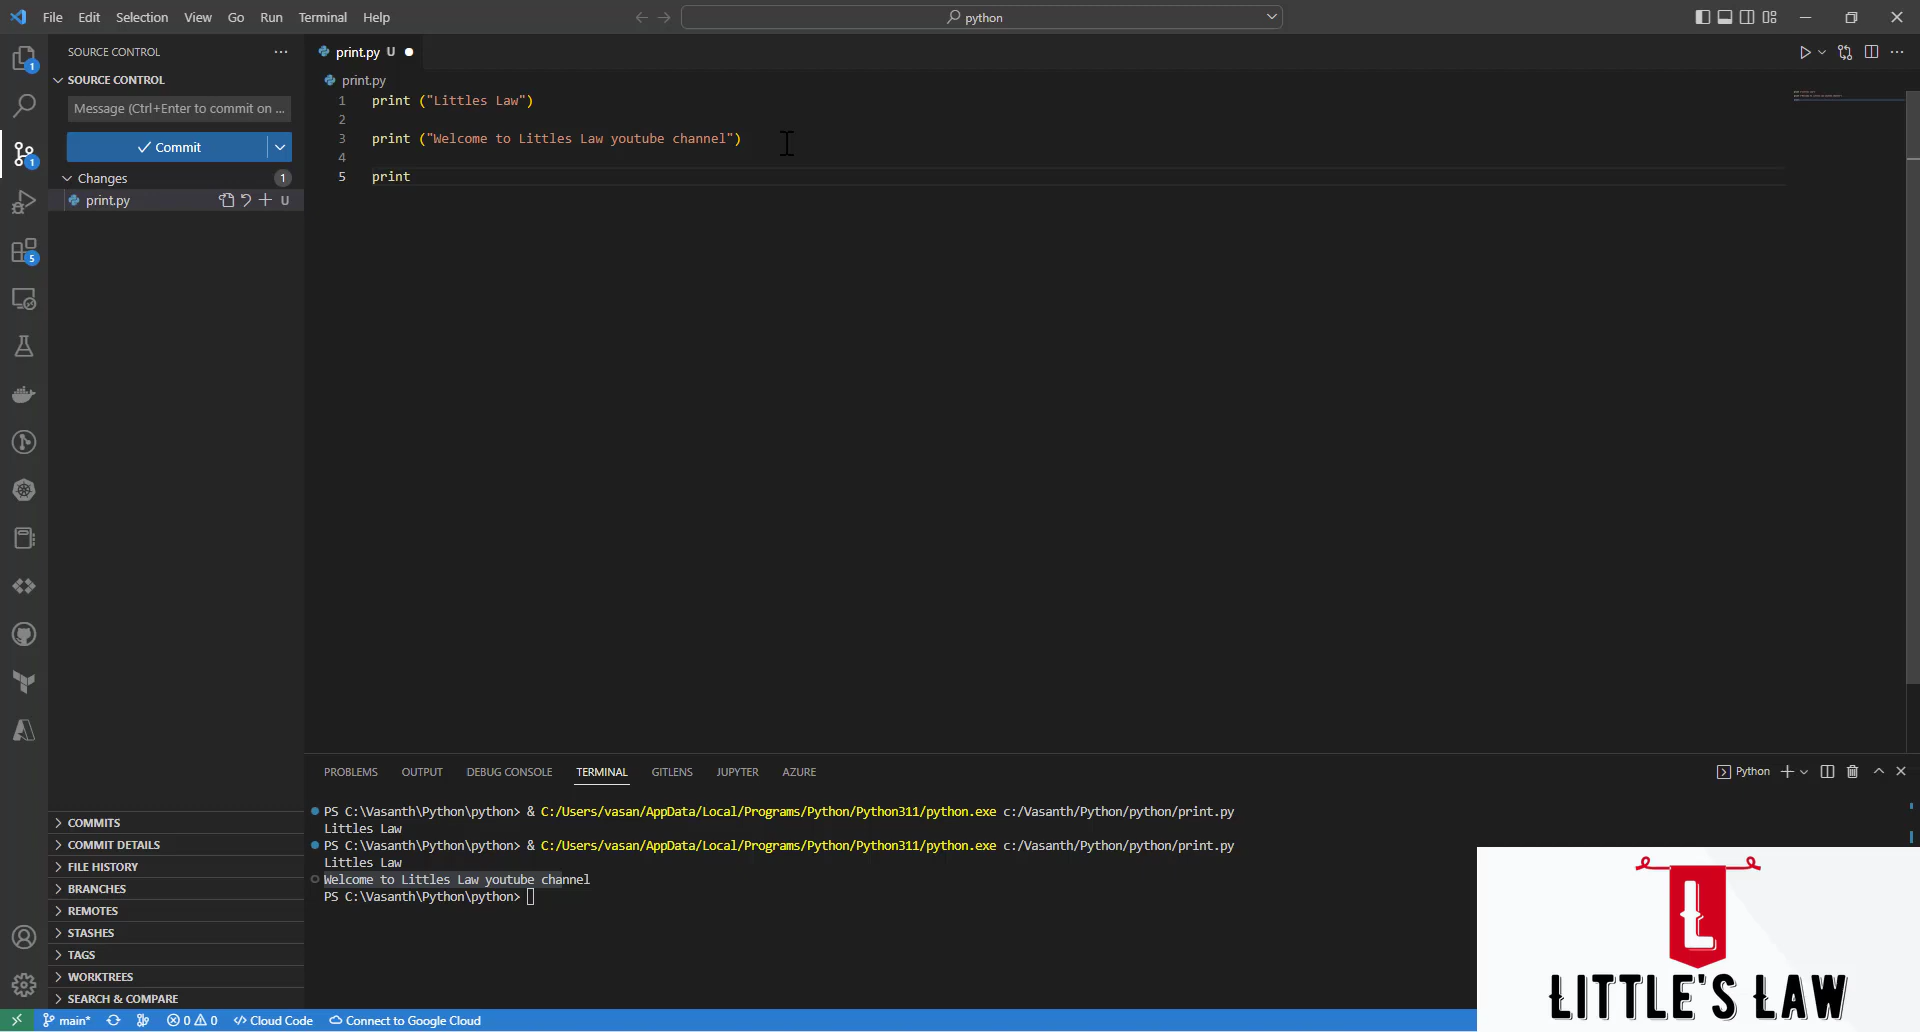 File Edit Selection View Go Run Terminal Help
python
SOURCE CONTROL
SOURCE CONTROL
Message (Ctrl+Enter to commit on ...
Commit
Changes 1
print.py U
1
1
5
COMMITS
COMMIT DETAILS
FILE HISTORY
BRANCHES
REMOTES
STASHES
TAGS
WORKTREES
SEARCH & COMPARE
print.py U
print.py
1 print ("Littles Law")
2
3 print ("Welcome to Littles Law youtube channel")
4
5 print
PROBLEMS OUTPUT DEBUG CONSOLE TERMINAL GITLENS JUPYTER AZURE
Python
PS C:\Vasanth\Python\python> & C:/Users/vasan/AppData/Local/Programs/Python/Python311/python.exe c:/Vasanth/Python/python/print.py
Littles Law
PS C:\Vasanth\Python\python> & C:/Users/vasan/AppData/Local/Programs/Python/Python311/python.exe c:/Vasanth/Python/python/print.py
Littles Law
Welcome to Littles Law youtube channel
PS C:\Vasanth\Python\python>
L
LITTLE'S LAW
main* 0 0 Cloud Code Connect to Google Cloud